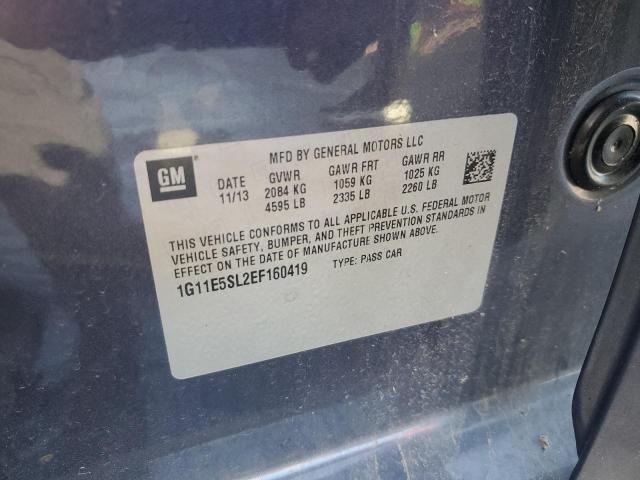 MFD BY GENERAL MOTORS LLC
GM
DATE GVWR GAWR FRT GAWR RR
11/13 2084 KG 1059 KG 1025 KG
4595 LB 2335 LB 2260 LB
THIS VEHICLE CONFORMS TO ALL APPLICABLE U.S. FEDERAL MOTOR
VEHICLE SAFETY, BUMPER, AND THEFT PREVENTION STANDARDS IN
EFFECT ON THE DATE OF MANUFACTURE SHOWN ABOVE.
1G11E5SL2EF160419 TYPE: PASS CAR